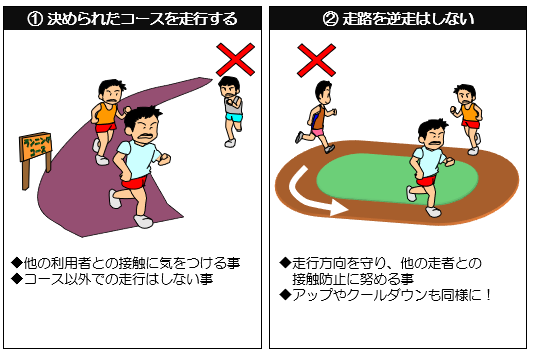 ① 決められたコースを走行する
ランニング
コース
◆他の利用者との接触に気をつける事
◆コース以外での走行はしない事
② 走路を逆走はしない
◆走行方向を守り、他の走者との
接触防止に努める事
◆アップやクールダウンも同様に！